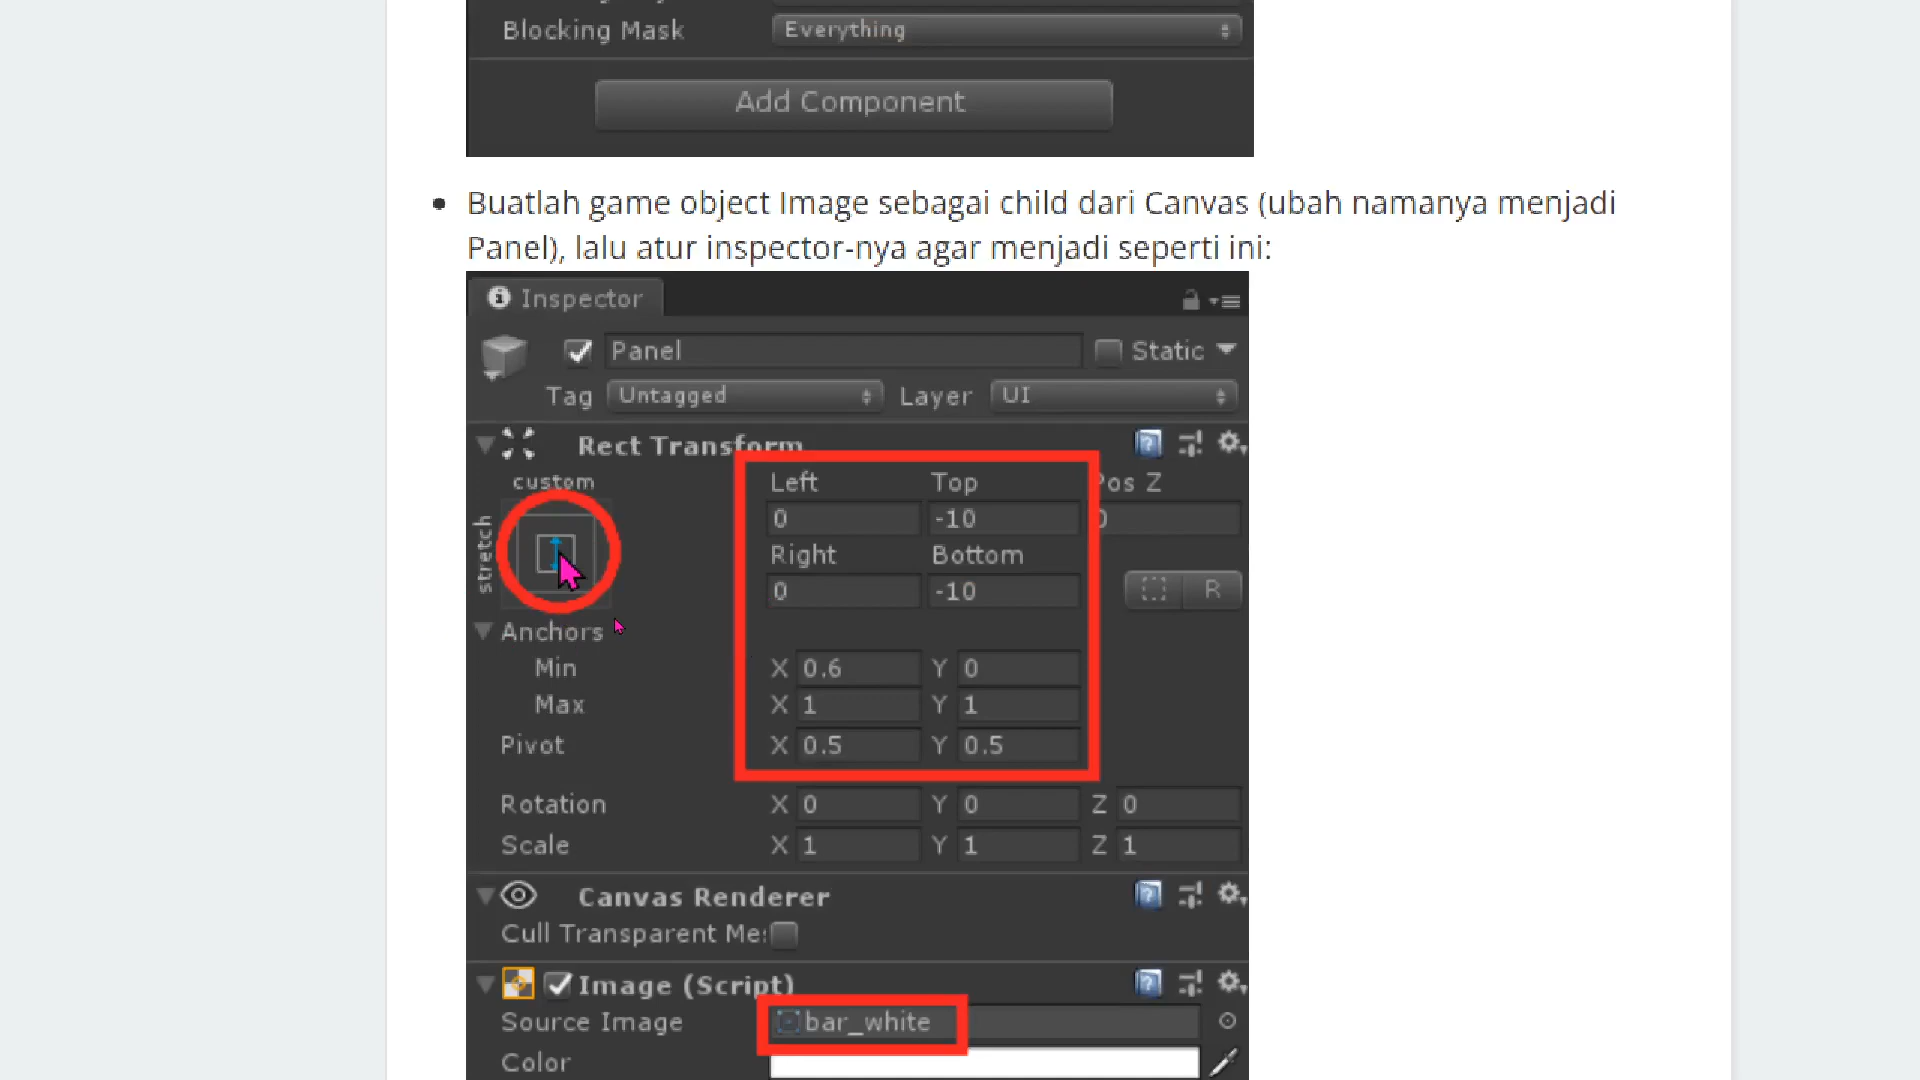 Blocking Mask Everything
Add Component
Buatlah game object Image sebagai child dari Canvas (ubah namanya menjadi
Panel), lalu atur inspector-nya agar menjadi seperti ini:
Inspector
Panel Static
Tag Untagged Layer UI
Rect Transform
custom Left Top Pos Z
stretch
0 -10 0
Right Bottom
0 -10 R
Anchors
Min X 0.6 Y 0
Max X 1 Y 1
Pivot X 0.5 Y 0.5
Rotation X 0 Y 0 Z 0
Scale X 1 Y 1 Z 1
Canvas Renderer
Cull Transparent Me
Image (Script)
Source Image bar_white
Color